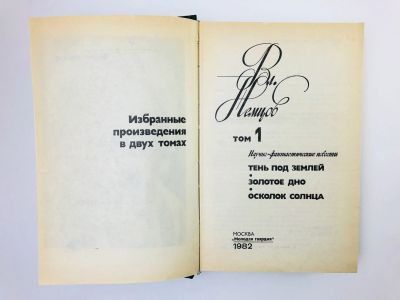 Избранные
произведения
в двух томах
Вл.
Немцов
том 1
Научно-фантастические повести
ТЕНЬ ПОД ЗЕМЛЕЙ
ЗОЛОТОЕ ДНО
ОСКОЛОК СОЛНЦА
МОСКВА
„Молодая гвардия“
1982